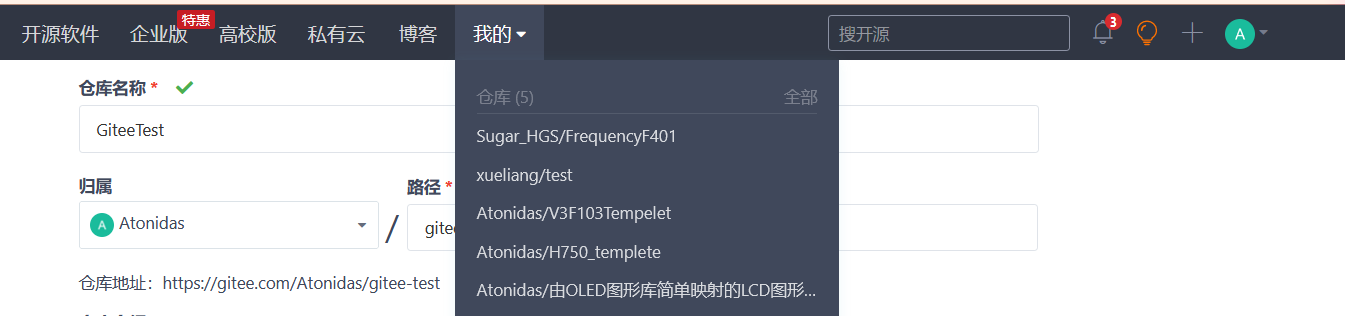 开源软件 企业版 特惠 高校版 私有云 博客 我的 搜开源 3 A
仓库名称 *
GiteeTest
归属
路径 *
A Atonidas / gitee
仓库地址：https://gitee.com/Atonidas/gitee-test
仓库 (5) 全部
Sugar_HGS/FrequencyF401
xueliang/test
Atonidas/V3F103Tempelet
Atonidas/H750_templete
Atonidas/由OLED图形库简单映射的LCD图形...